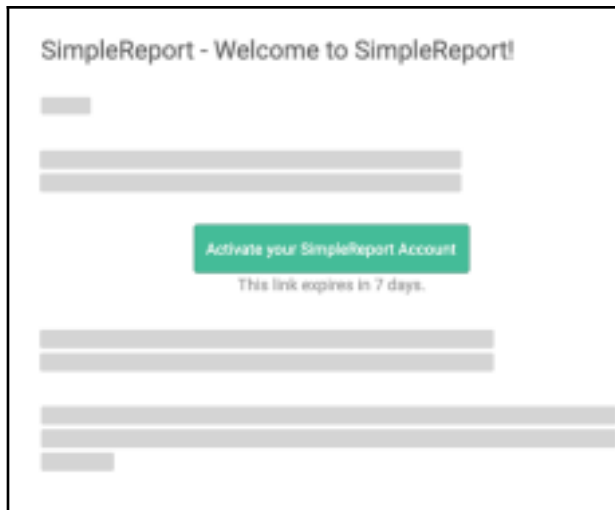 SimpleReport - Welcome to SimpleReport!
Activate your SimpleReport Account
This link expires in 7 days.